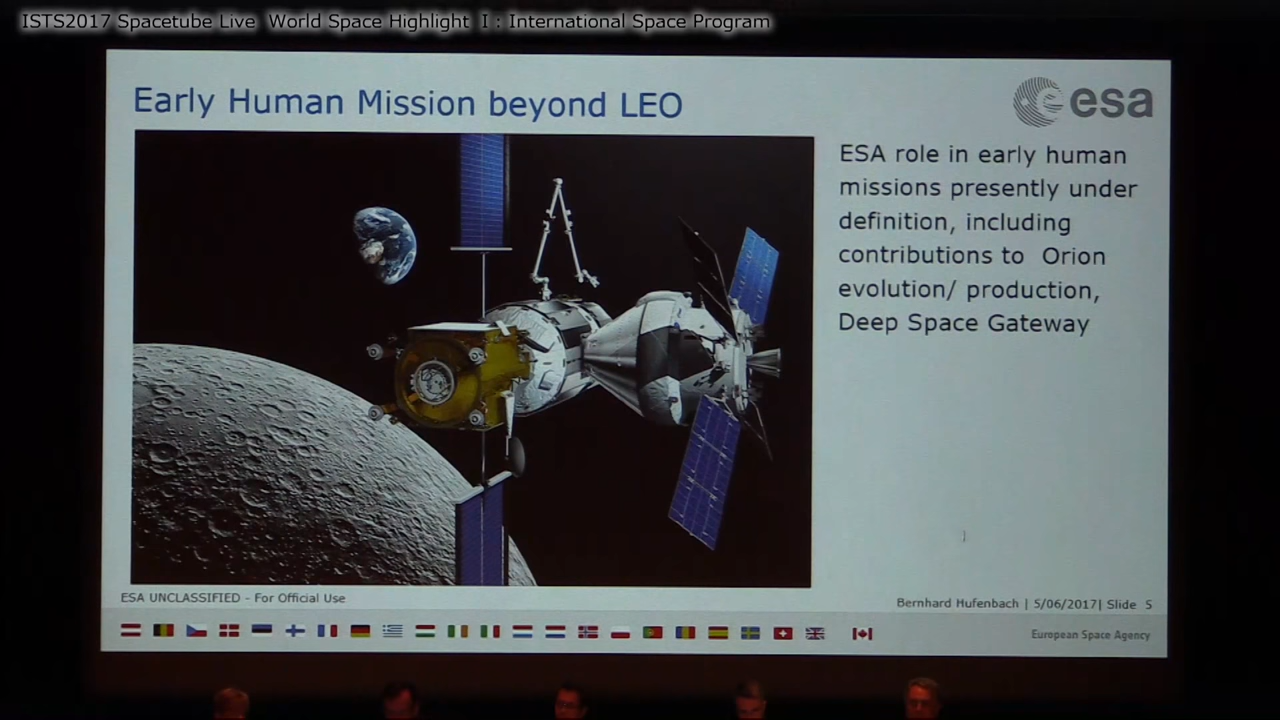 ISTS2017 Spacetube Live World Space Highlight I : International Space Program
Early Human Mission beyond LEO
esa
ESA role in early human
missions presently under
definition, including
contributions to Orion
evolution/ production,
Deep Space Gateway
ESA UNCLASSIFIED - For Official Use
Bernhard Hufenbach | 5/06/2017| Slide 5
European Space Agency